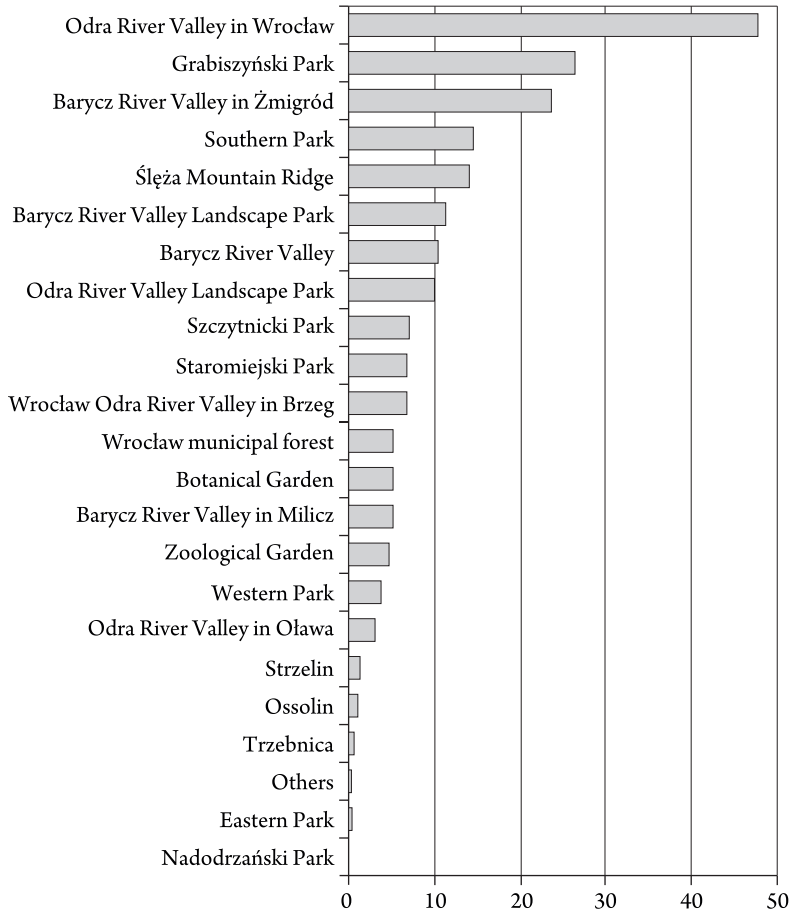 Odra River Valley in Wrocław
Grabiszyński Park
Barycz River Valley in Żmigród
Southern Park
Ślęża Mountain Ridge
Barycz River Valley Landscape Park
Barycz River Valley
Odra River Valley Landscape Park
Szczytnicki Park
Staromiejski Park
Wrocław Odra River Valley in Brzeg
Wrocław municipal forest
Botanical Garden
Barycz River Valley in Milicz
Zoological Garden
Western Park
Odra River Valley in Oława
Strzelin
Ossolin
Trzebnica
Others
Eastern Park
Nadodrzański Park
0 10 20 30 40 50